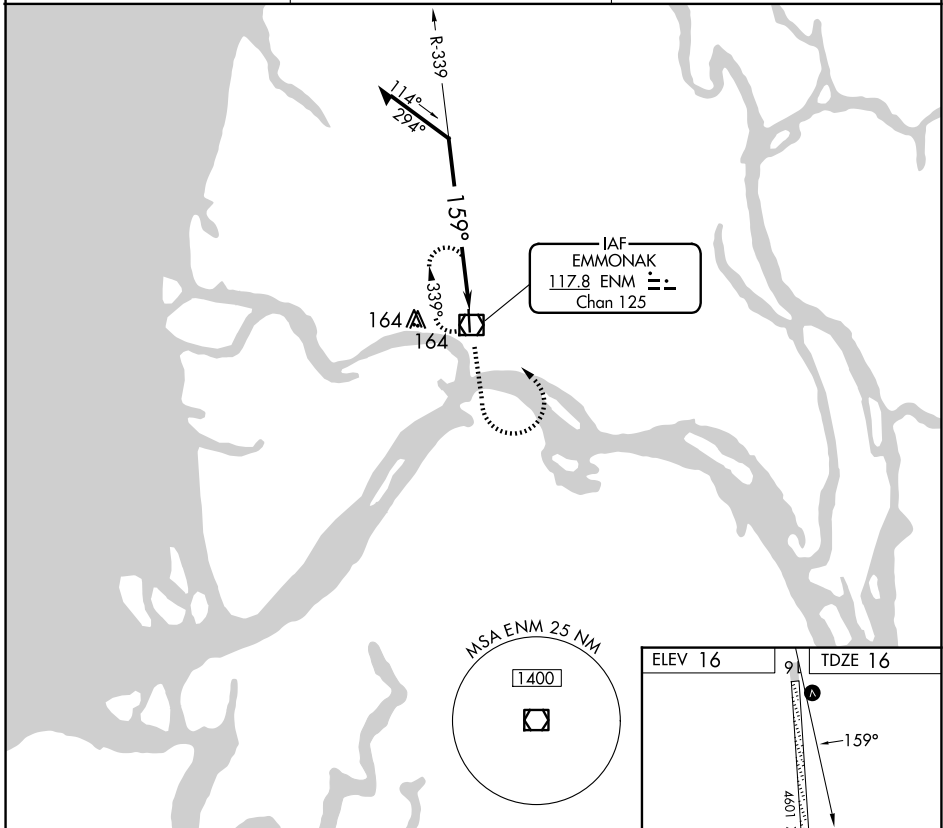 R-339
114°
294°
159°
339°
IAF
EMMONAK
117.8 ENM
Chan 125
164
164
MSA ENM 25 NM
1400
ELEV 16
TDZE 16
16
159°
4601